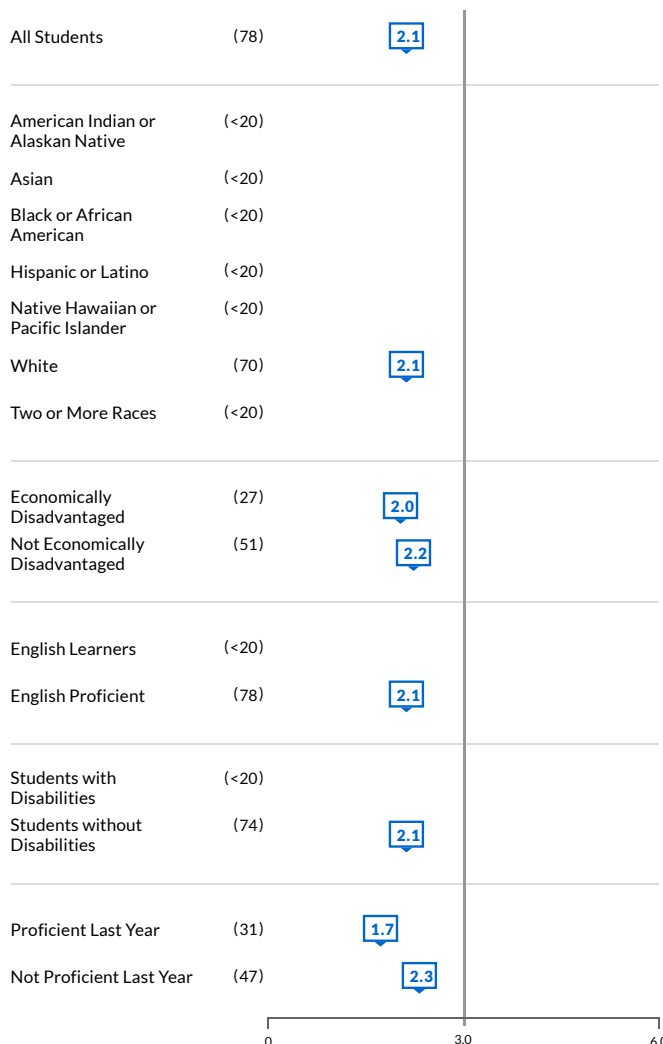 All Students (78) 2.1
American Indian or (<20)
Alaskan Native
Asian (<20)
Black or African (<20)
American
Hispanic or Latino (<20)
Native Hawaiian or (<20)
Pacific Islander
White (70) 2.1
Two or More Races (<20)
Economically (27) 2.0
Disadvantaged
Not Economically (51) 2.2
Disadvantaged
English Learners (<20)
English Proficient (78) 2.1
Students with (<20)
Disabilities
Students without (74) 2.1
Disabilities
Proficient Last Year (31) 1.7
Not Proficient Last Year (47) 2.3
0 3.0 6.0